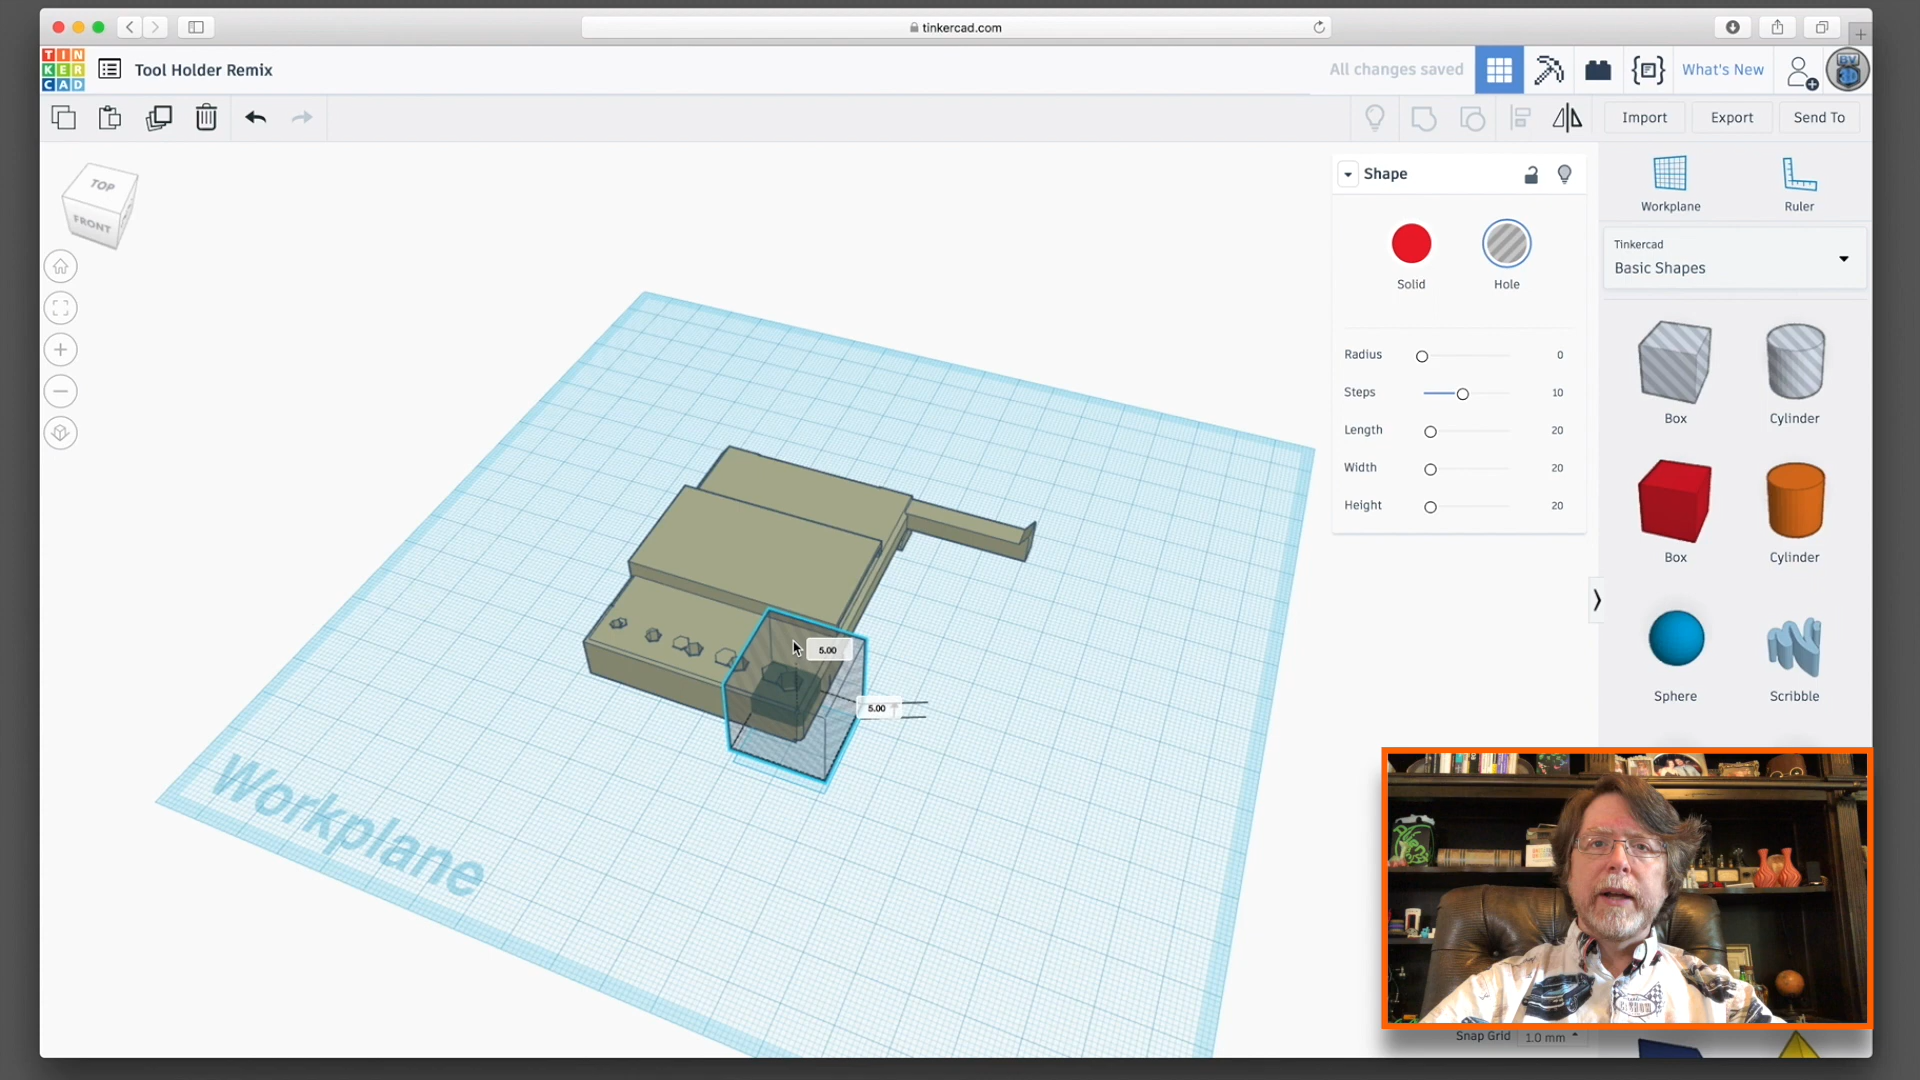 tinkercad.com
TIN
KER
CAD
Tool Holder Remix
All changes saved
What's New
BV
3D
Import
Export
Send To
TOP
FRONT
Shape
Solid
Hole
Radius 0
Steps 10
Length 20
Width 20
Height 20
Workplane
Ruler
Tinkercad
Basic Shapes
Box
Cylinder
Box
Cylinder
Sphere
Scribble
5.00
5.00
Workplane
Snap Grid 1.0 mm